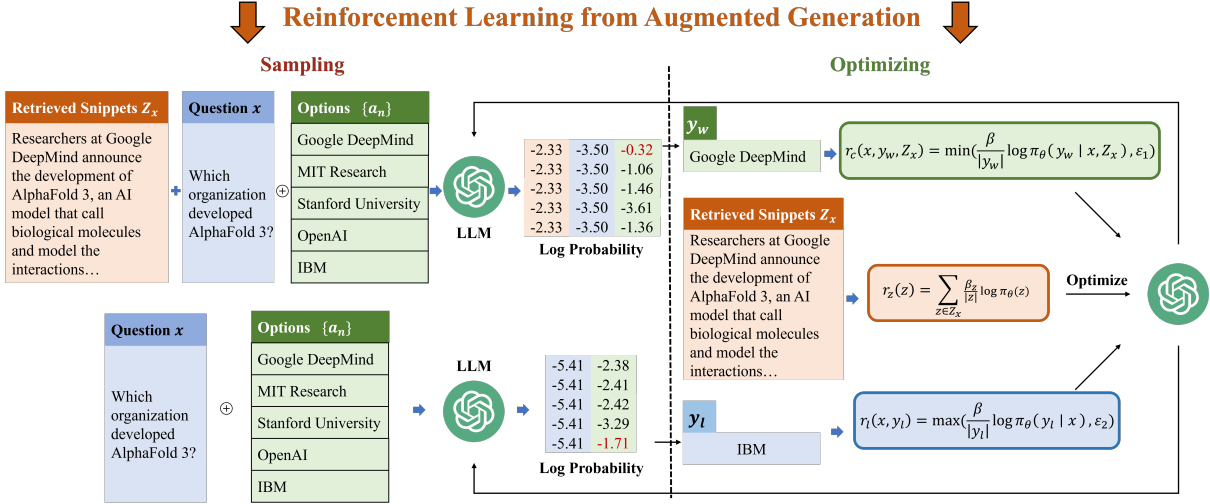 Reinforcement Learning from Augmented Generation
Sampling
Optimizing
Retrieved Snippets Z_x
Researchers at Google
DeepMind announce
the development of
AlphaFold 3, an AI
model that call
biological molecules
and model the
interactions…
+
Question x
Which
organization
developed
AlphaFold 3?
⊕
Options {a_n}
Google DeepMind
MIT Research
Stanford University
OpenAI
IBM
LLM
-2.33 -3.50 -0.32
-2.33 -3.50 -1.06
-2.33 -3.50 -1.46
-2.33 -3.50 -3.61
-2.33 -3.50 -1.36
Log Probability
y_w
Google DeepMind
r_c(x, y_w, Z_x) = min(β/|y_w| log π_θ(y_w | x, Z_x), ε_1)
Retrieved Snippets Z_x
Researchers at Google
DeepMind announce
the development of
AlphaFold 3, an AI
model that call
biological molecules
and model the
interactions…
r_z(z) = ∑_{z∈Z_x} β_z/|z| log π_θ(z)
Optimize
Question x
Which
organization
developed
AlphaFold 3?
⊕
Options {a_n}
Google DeepMind
MIT Research
Stanford University
OpenAI
IBM
LLM
-5.41 -2.38
-5.41 -2.41
-5.41 -2.42
-5.41 -3.29
-5.41 -1.71
Log Probability
y_l
IBM
r_l(x, y_l) = max(β/|y_l| log π_θ(y_l | x), ε_2)